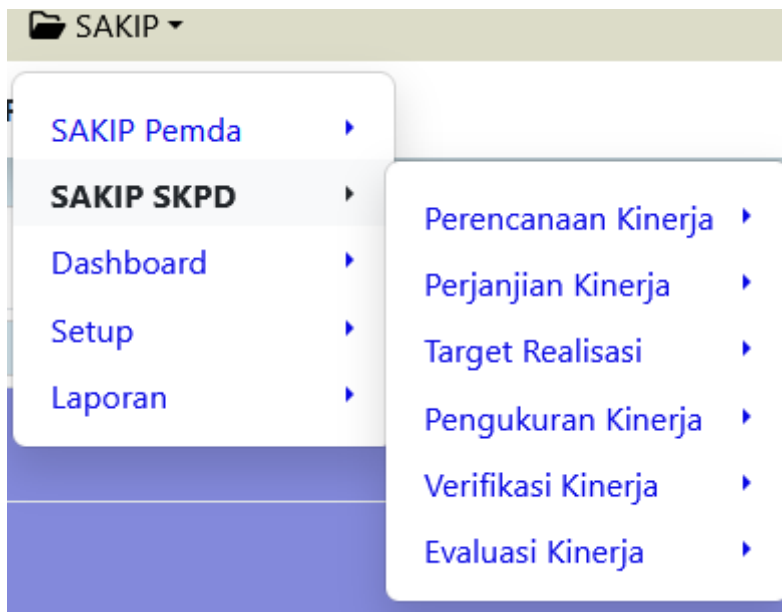 SAKIP
SAKIP Pemda
SAKIP SKPD
Dashboard
Setup
Laporan
Perencanaan Kinerja
Perjanjian Kinerja
Target Realisasi
Pengukuran Kinerja
Verifikasi Kinerja
Evaluasi Kinerja